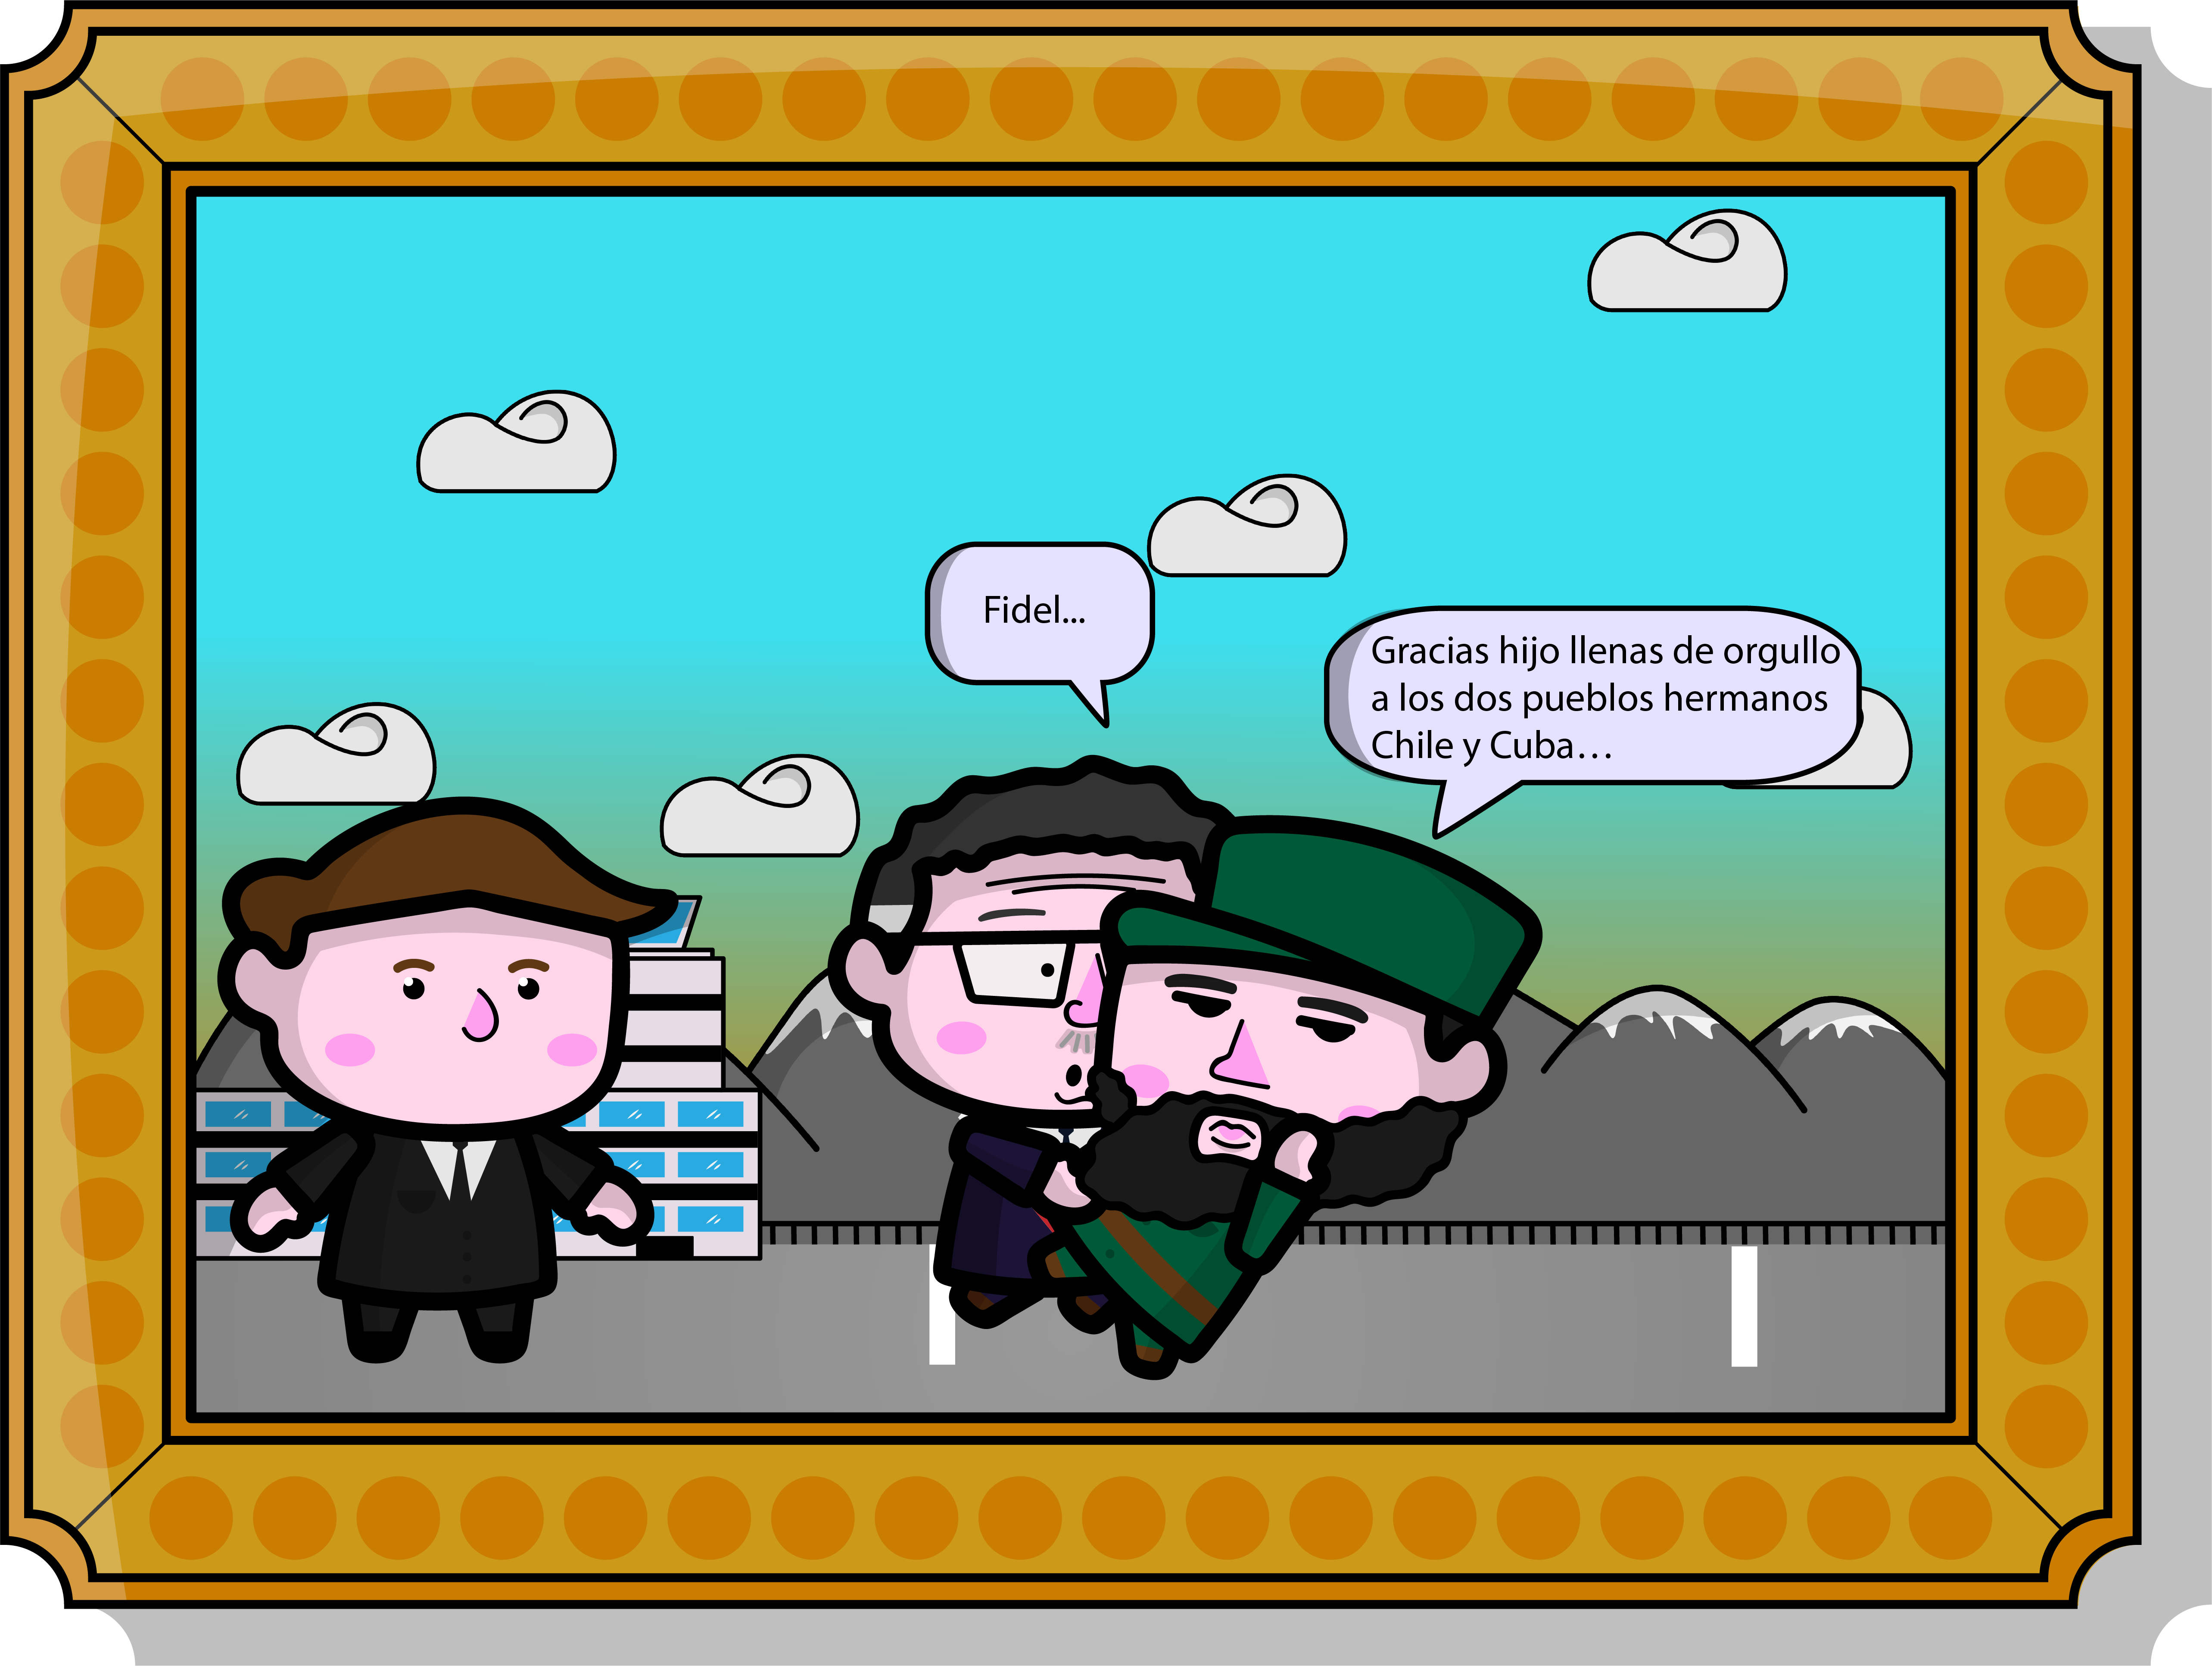 Fidel...
Gracias hijo llenas de orgullo
a los dos pueblos hermanos
Chile y Cuba...